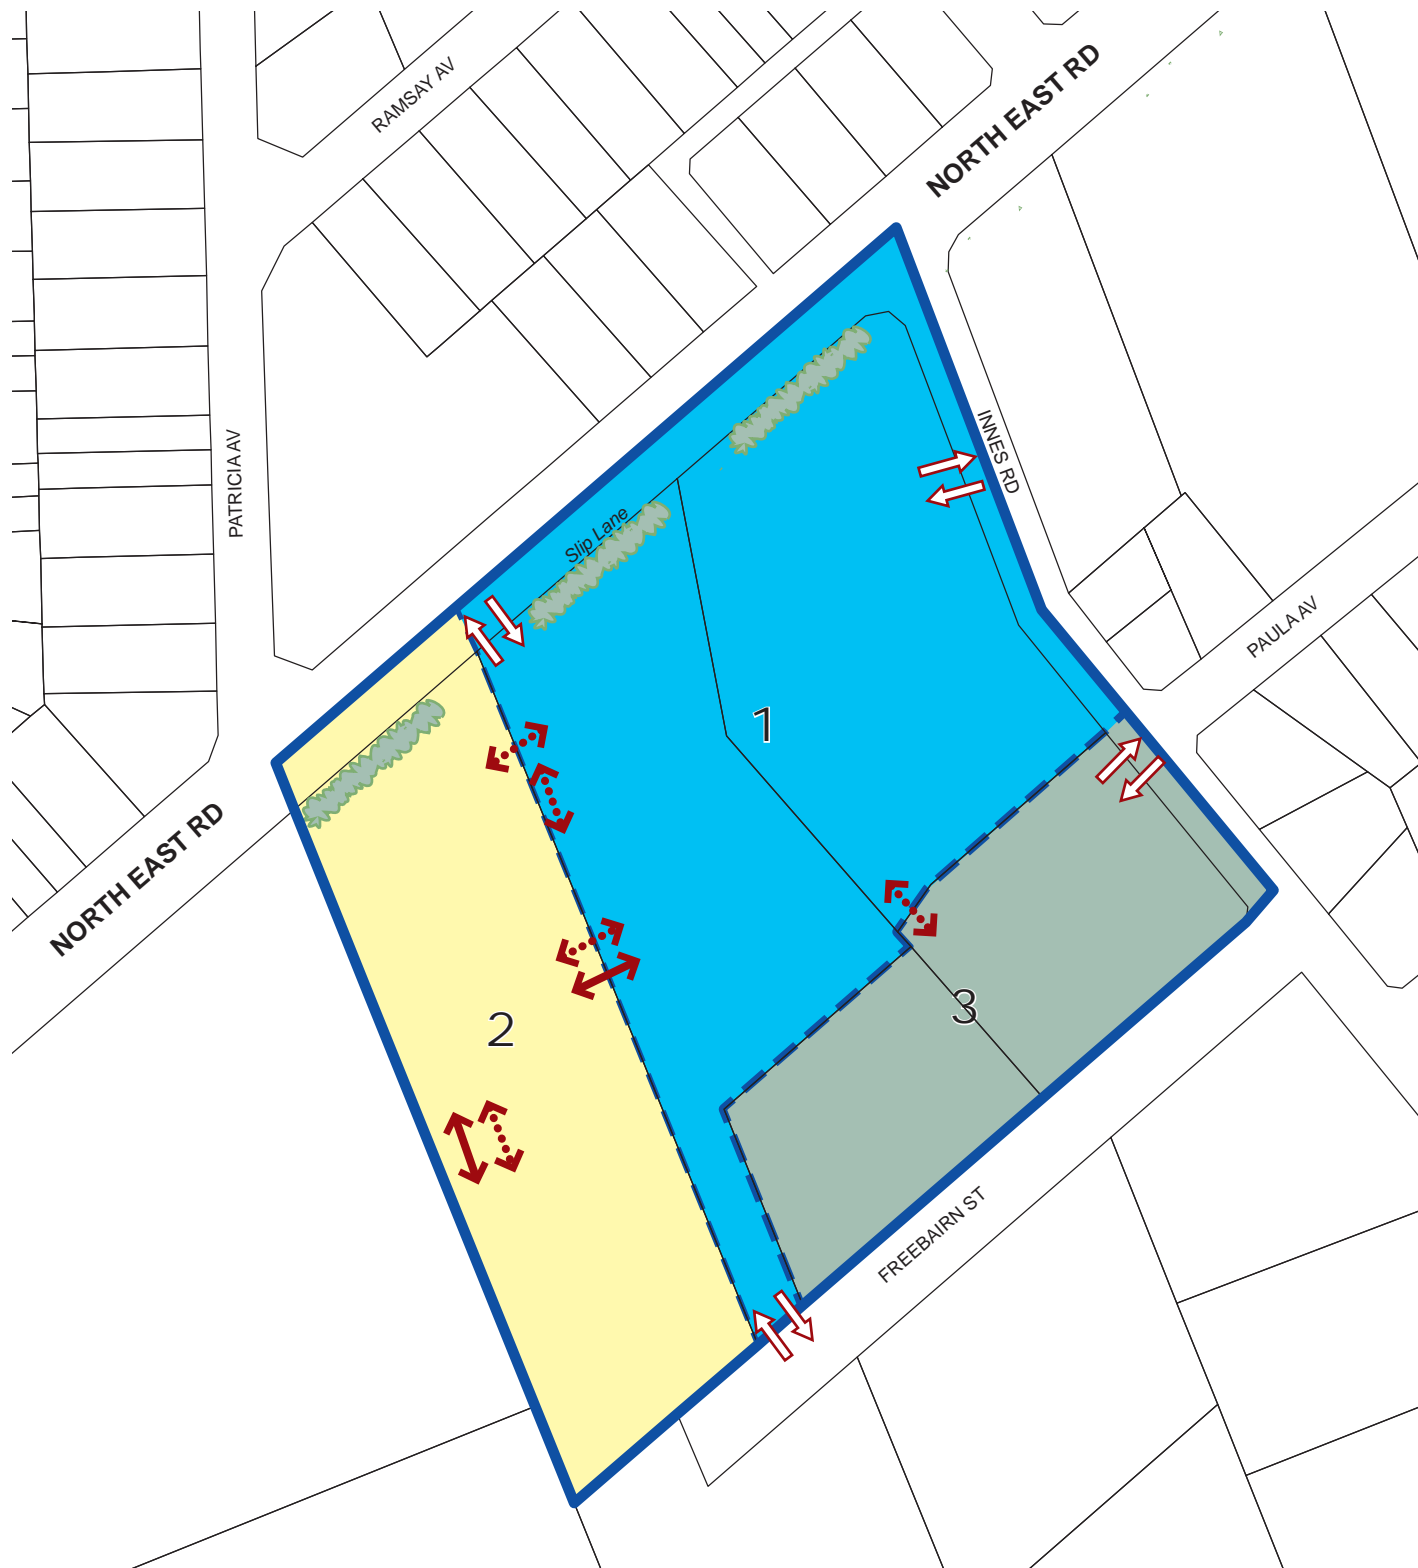 RAMSAY AV
NORTH EAST RD
INNES RD
PATRICIA AV
Slip Lane
PAULA AV
1
NORTH EAST RD
3
2
FREEBAIRN ST